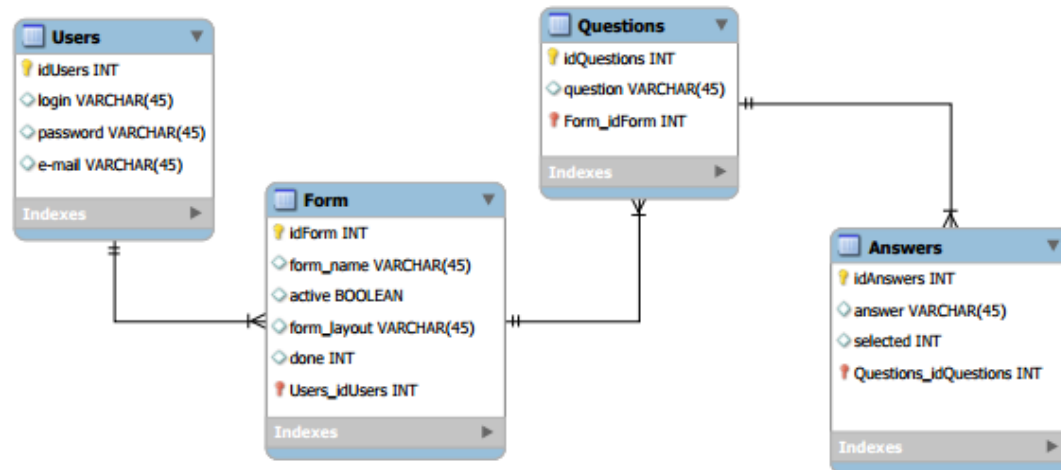 Users
idUsers INT
login VARCHAR(45)
password VARCHAR(45)
e-mail VARCHAR(45)
Indexes
Form
idForm INT
form_name VARCHAR(45)
active BOOLEAN
form_layout VARCHAR(45)
done INT
Users_idUsers INT
Indexes
Questions
idQuestions INT
question VARCHAR(45)
Form_idForm INT
Indexes
Answers
idAnswers INT
answer VARCHAR(45)
selected INT
Questions_idQuestions INT
Indexes